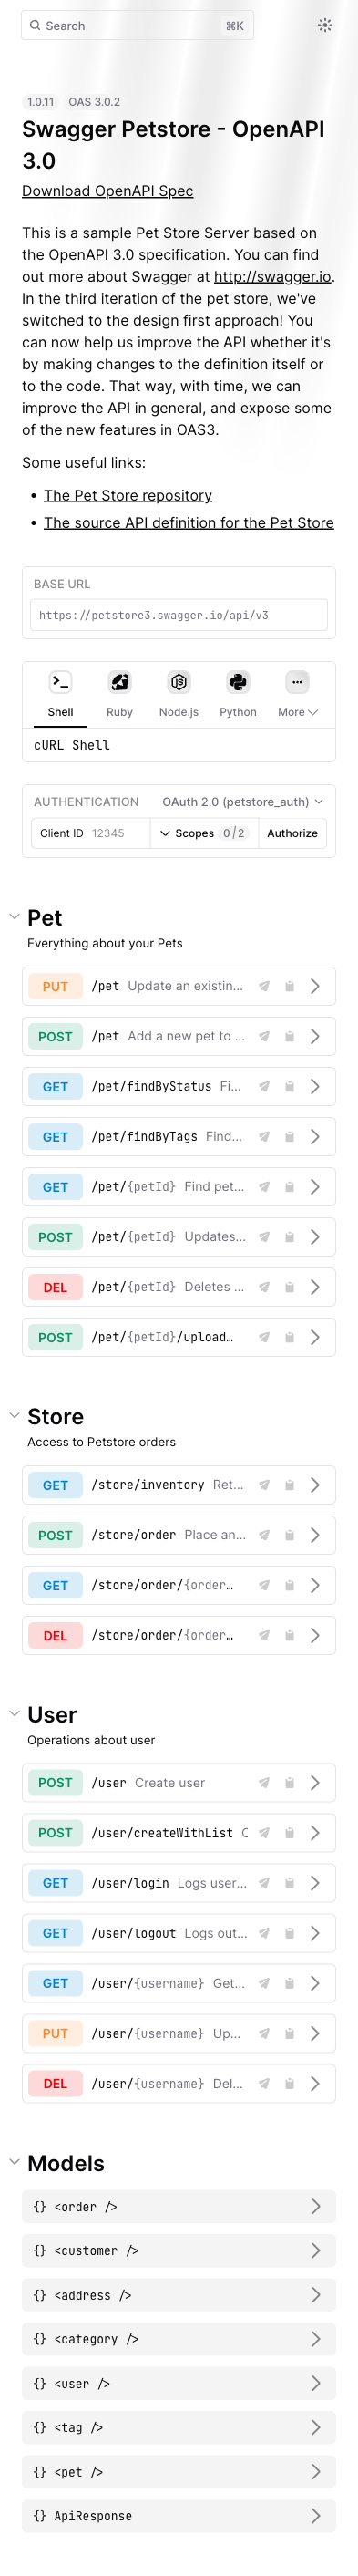 Search ⌘K
1.0.11 OAS 3.0.2
Swagger Petstore - OpenAPI
3.0
Download OpenAPI Spec
This is a sample Pet Store Server based on
the OpenAPI 3.0 specification. You can find
out more about Swagger at http://swagger.io.
In the third iteration of the pet store, we've
switched to the design first approach! You
can now help us improve the API whether it's
by making changes to the definition itself or
to the code. That way, with time, we can
improve the API in general, and expose some
of the new features in OAS3.
Some useful links:
• The Pet Store repository
• The source API definition for the Pet Store
BASE URL
https://petstore3.swagger.io/api/v3
Shell Ruby Node.js Python More
cURL Shell
AUTHENTICATION OAuth 2.0 (petstore_auth)
Client ID 12345 Scopes 0/2 Authorize
Pet
Everything about your Pets
PUT /pet Update an existin...
POST /pet Add a new pet to ...
GET /pet/findByStatus Fi...
GET /pet/findByTags Find...
GET /pet/{petId} Find pet...
POST /pet/{petId} Updates...
DEL /pet/{petId} Deletes ...
POST /pet/{petId}/upload…
Store
Access to Petstore orders
GET /store/inventory Ret...
POST /store/order Place an...
GET /store/order/{order…
DEL /store/order/{order…
User
Operations about user
POST /user Create user
POST /user/createWithList C
GET /user/login Logs user...
GET /user/logout Logs out...
GET /user/{username} Get...
PUT /user/{username} Up...
DEL /user/{username} Del...
Models
{} <order />
{} <customer />
{} <address />
{} <category />
{} <user />
{} <tag />
{} <pet />
{} ApiResponse